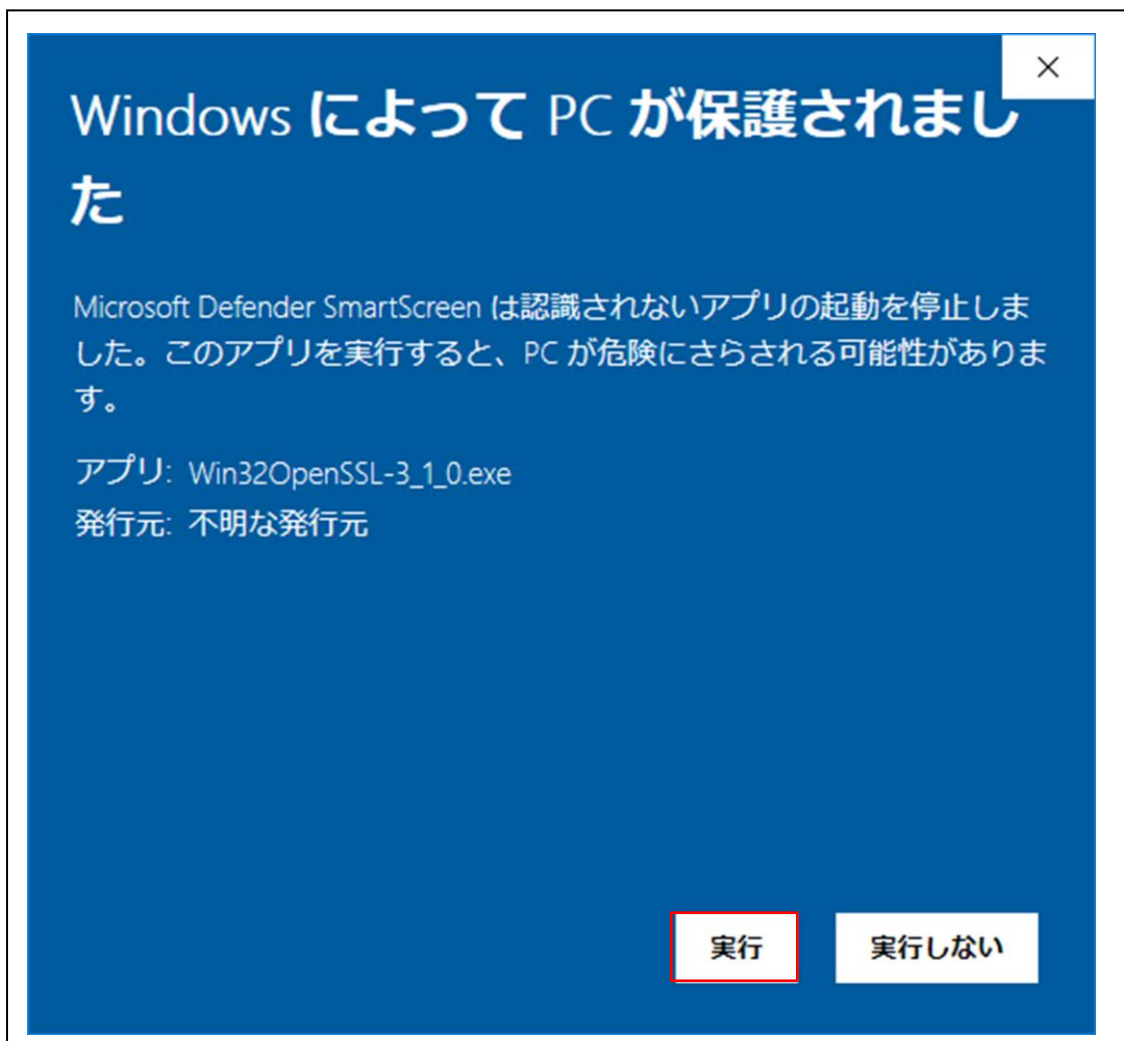 Windows によって PC が保護されまし
た
Microsoft Defender SmartScreen は認識されないアプリの起動を停止しま
した。このアプリを実行すると、PC が危険にさらされる可能性がありま
す。
アプリ: Win32OpenSSL-3_1_0.exe
発行元: 不明な発行元
実行 実行しない